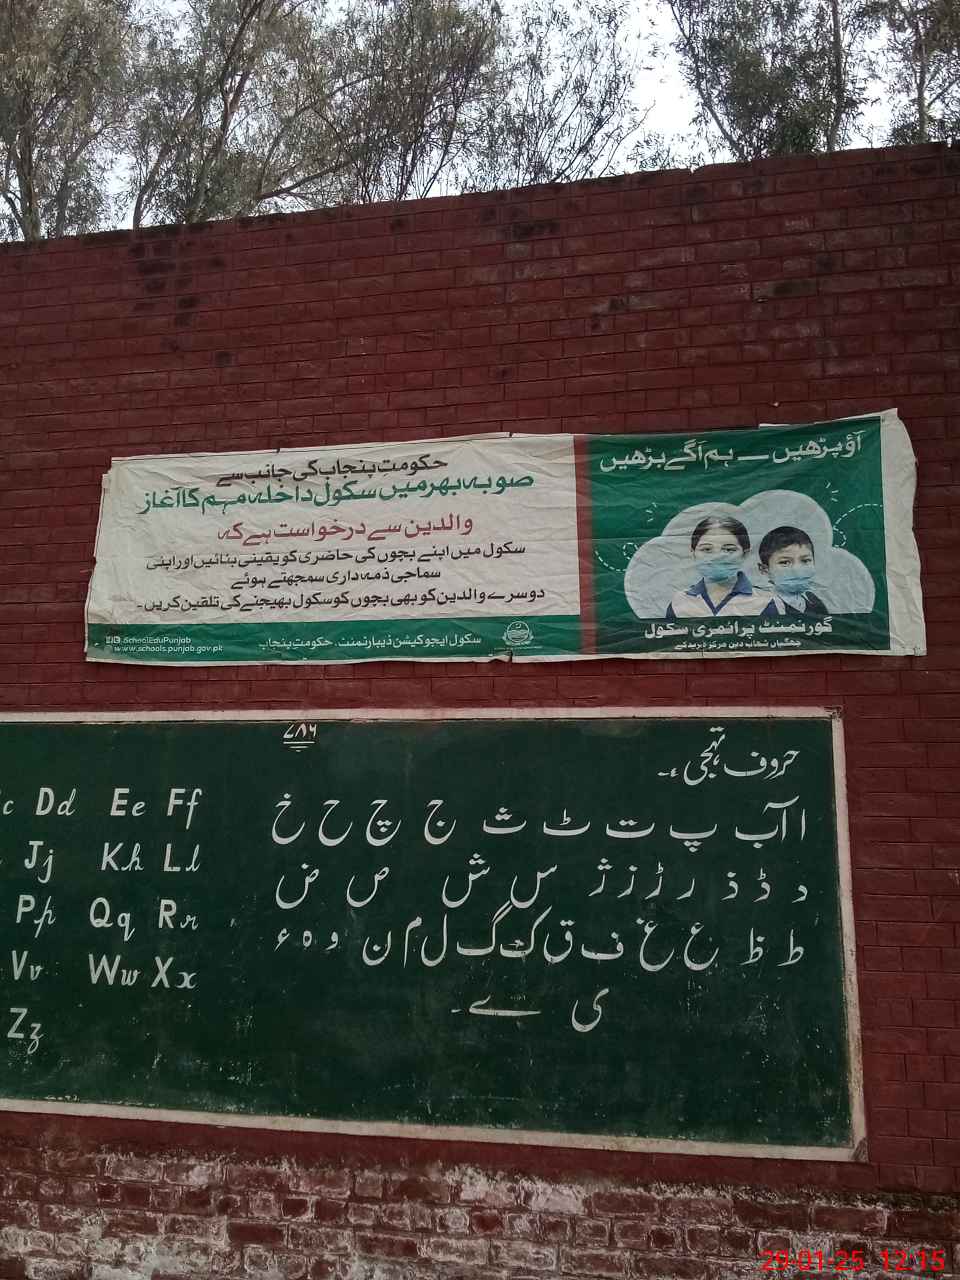 حکومتِ پنجاب کی جانب سے
صوبہ بھر میں سکول داخلہ مہم کا آغاز
والدین سے درخواست ہے کہ
سکول میں اپنے بچوں کی حاضری کو یقینی بنائیں اور اپنی
سماجی ذمہ داری سمجھتے ہوئے
دوسرے والدین کو بھی بچوں کو سکول بھیجنے کی تلقین کریں۔
سکول ایجوکیشن ڈیپارٹمنٹ، حکومتِ پنجاب
SchoolEduPunjab
www.schools.punjab.gov.pk
آؤ پڑھیں — ہم آگے بڑھیں
گورنمنٹ پرائمری سکول
۷۸۶
حروف تہجی ء۔
ا آ ب پ ت ٹ ث ج چ ح خ
د ڈ ذ ر ڑ ز ژ س ش ص ض
ط ظ ع غ ف ق ک گ ل م ن و ہ ء
ی ے۔
c Dd Ee Ff
Jj Kk Ll
Pp Qq Rr
Vv Ww Xx
Zz
29-01-25 12:15